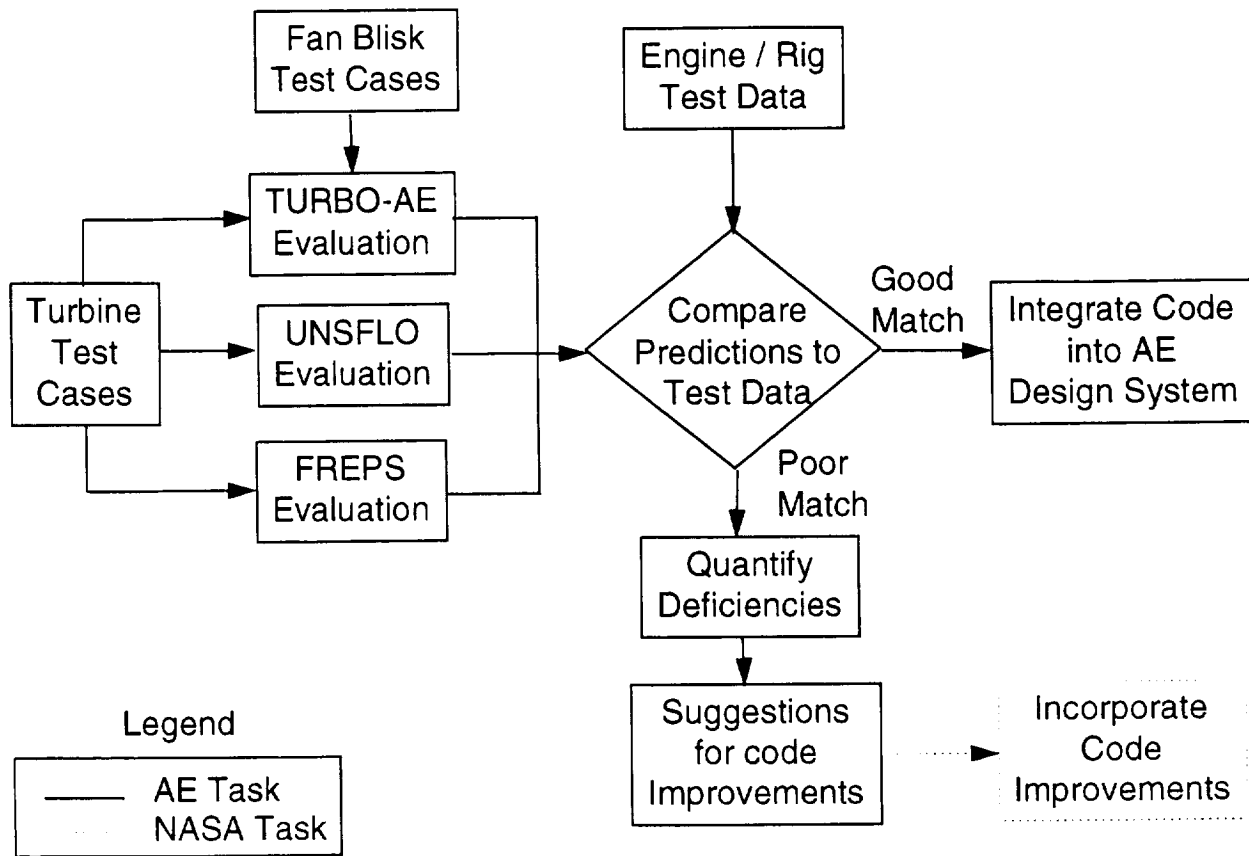 Fan Blisk
Test Cases
Engine / Rig
Test Data
TURBO-AE
Evaluation
Turbine
Test
Cases
UNSFLO
Evaluation
FREPS
Evaluation
Compare
Predictions to
Test Data
Good
Match
Integrate Code
into AE
Design System
Poor
Match
Quantify
Deficiencies
Suggestions
for code
Improvements
Incorporate
Code
Improvements
Legend
AE Task
NASA Task